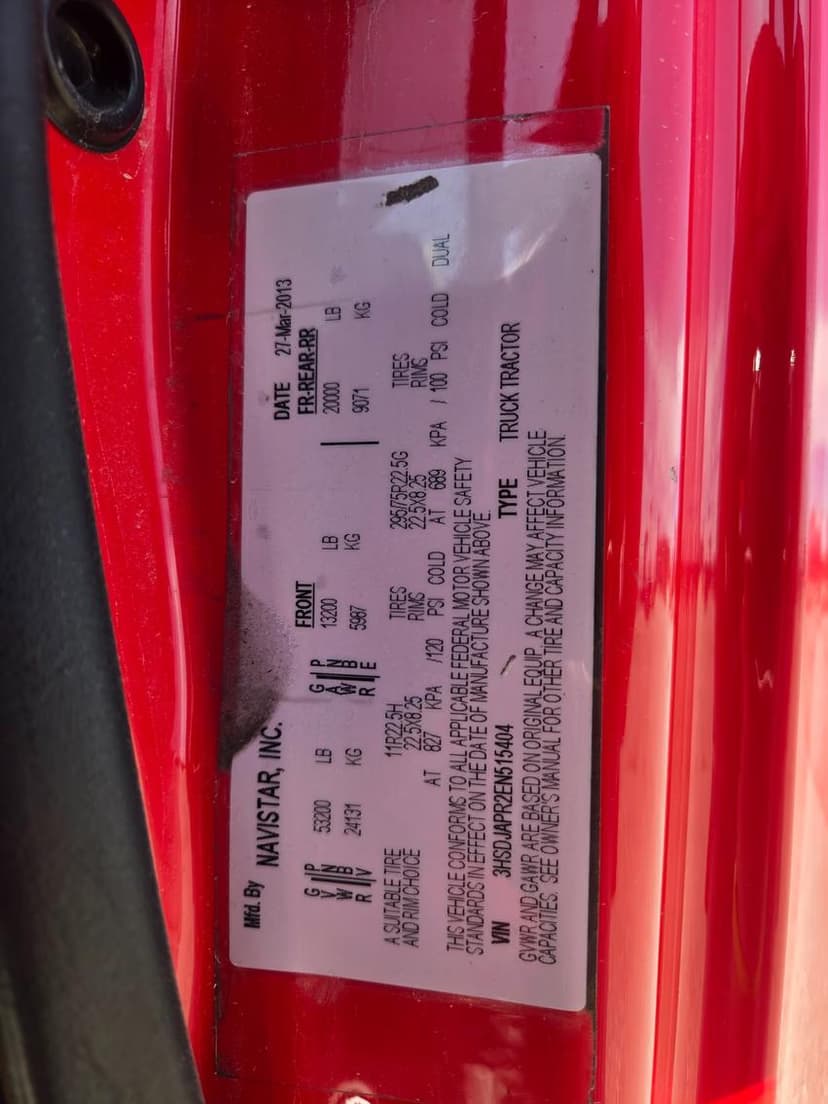 Mfd. By NAVISTAR, INC. DATE 27-Mar-2013
GVWR PNBV 53200 LB 24131 KG GAWR PNBE FRONT 13200 LB 5987 KG FR-REAR-RR 20000 LB 9071 KG
A SUITABLE TIRE 11R22.5H TIRES 295/75R22.5G TIRES
AND RIM CHOICE 22.5X8.25 RIMS 22.5X8.25 RIMS
AT 827 KPA /120 PSI COLD AT 689 KPA / 100 PSI COLD DUAL
THIS VEHICLE CONFORMS TO ALL APPLICABLE FEDERAL MOTOR VEHICLE SAFETY
STANDARDS IN EFFECT ON THE DATE OF MANUFACTURE SHOWN ABOVE.
VIN 3HSDJAPR2EN515404 TYPE TRUCK TRACTOR
GVWR AND GAWR ARE BASED ON ORIGINAL EQUIP. A CHANGE MAY AFFECT VEHICLE
CAPACITIES. SEE OWNER'S MANUAL FOR OTHER TIRE AND CAPACITY INFORMATION.